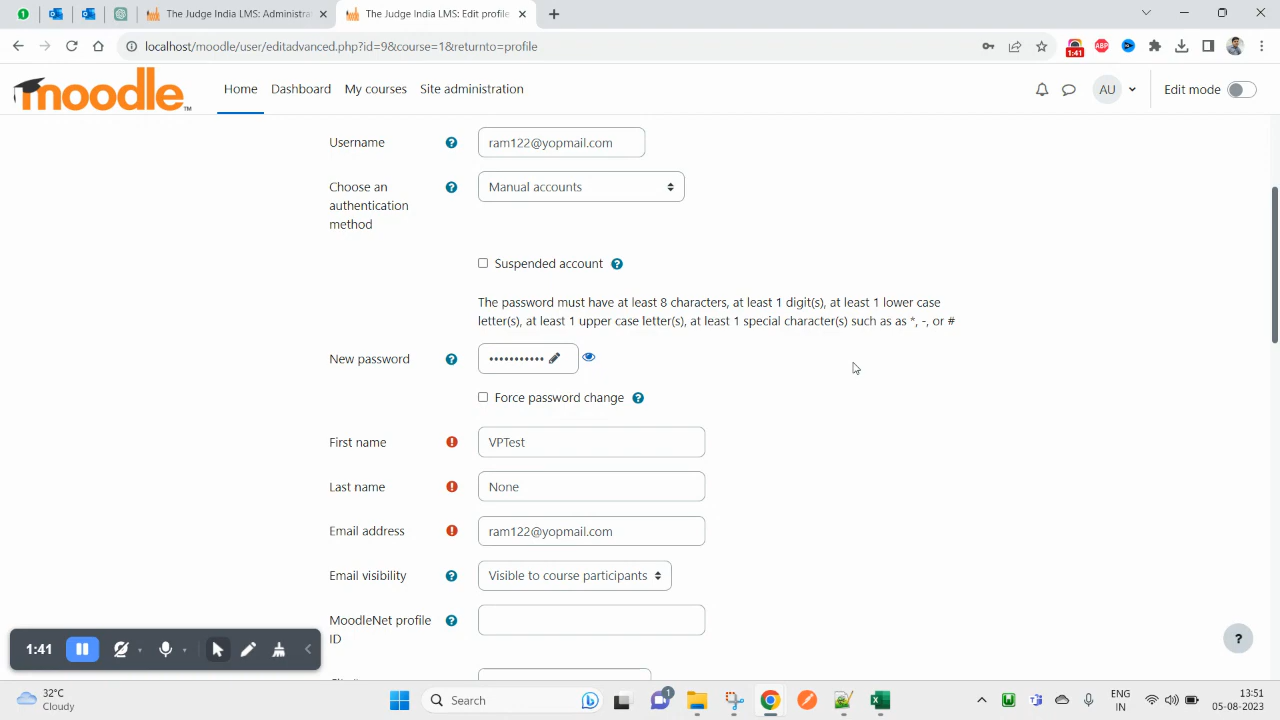 The Judge India LMS: Administra
The Judge India LMS: Edit profile
localhost/moodle/user/editadvanced.php?id=9&course=1&returnto=profile
1:41
ABP
moodle™
Home
Dashboard
My courses
Site administration
AU
Edit mode
Username
ram122@yopmail.com
Choose an
authentication
method
Manual accounts
Suspended account
The password must have at least 8 characters, at least 1 digit(s), at least 1 lower case
letter(s), at least 1 upper case letter(s), at least 1 special character(s) such as as *, -, or #
New password
•••••••••••
Force password change
First name
VPTest
Last name
None
Email address
ram122@yopmail.com
Email visibility
Visible to course participants
MoodleNet profile
ID
1:41
?
32°C
Cloudy
Search
1
ENG
IN
13:51
05-08-2023